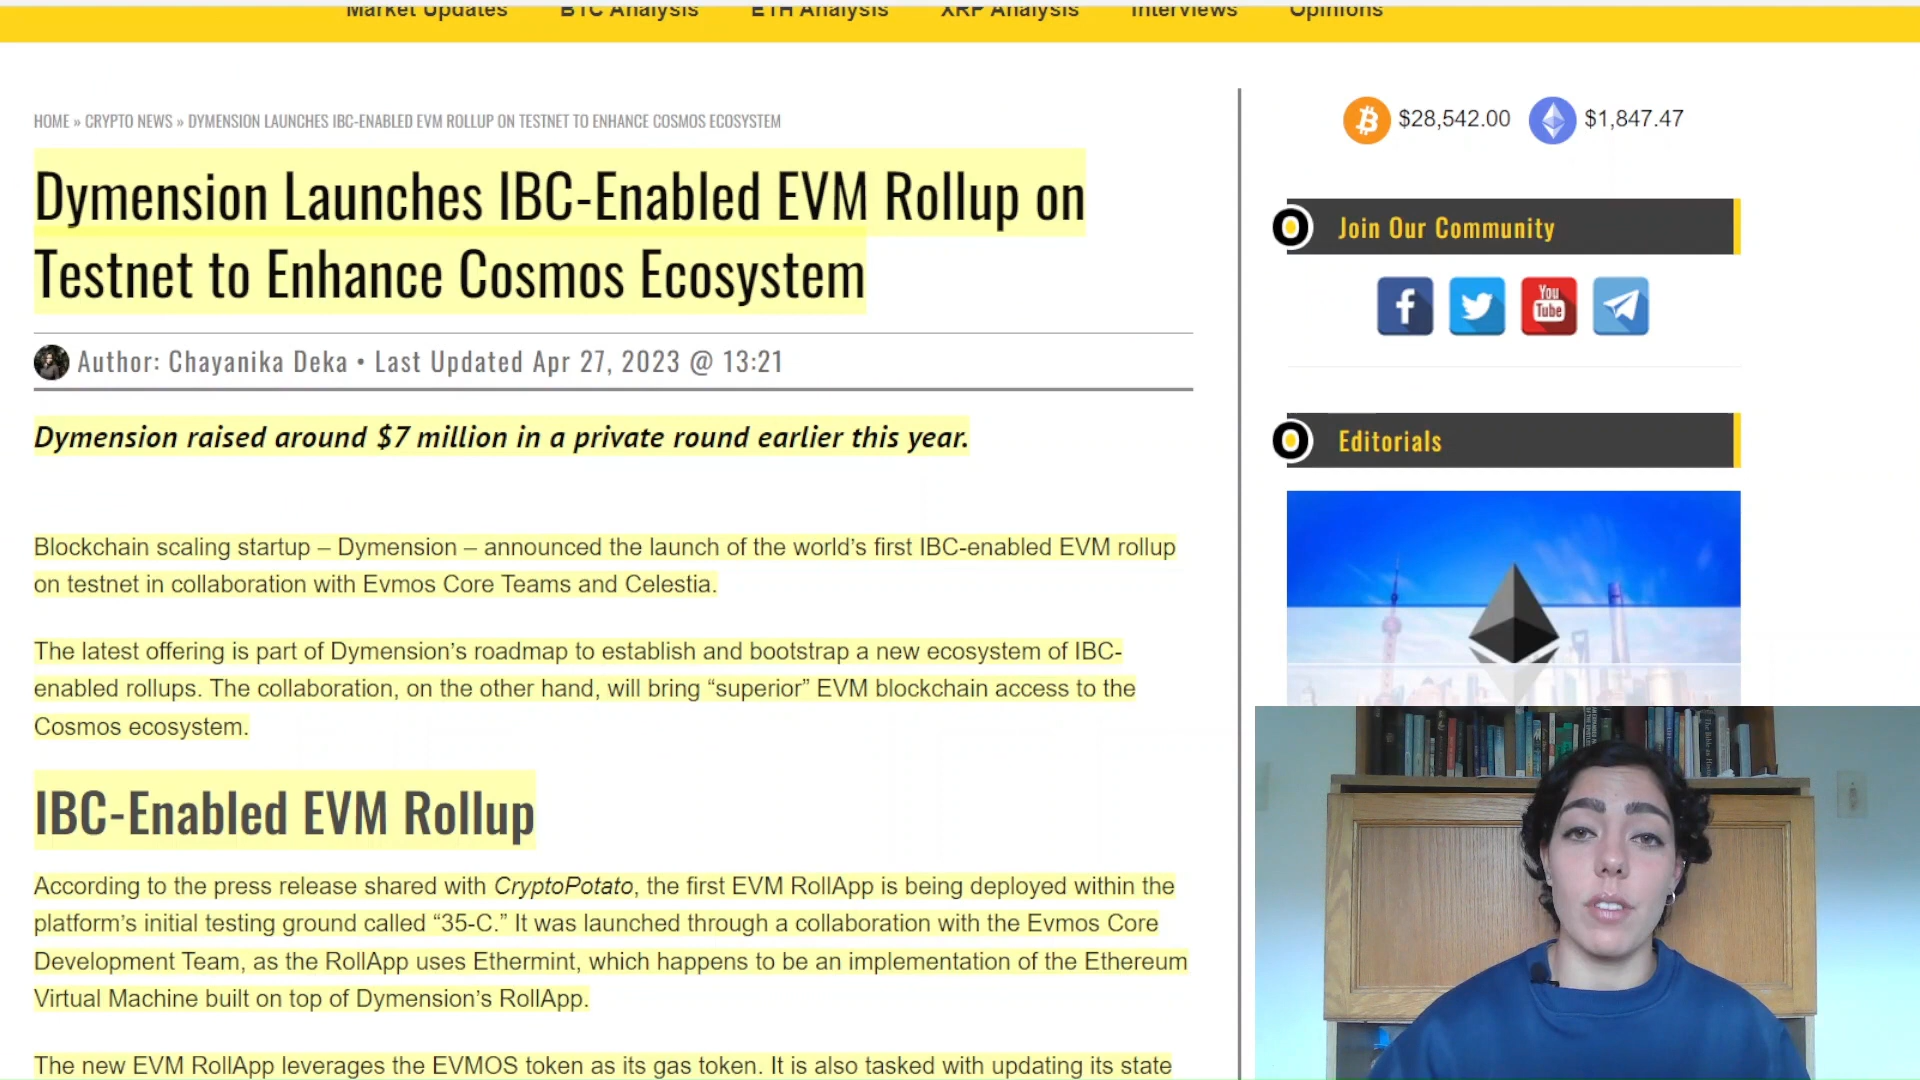 Market Updates BTC Analysis ETH Analysis XRP Analysis Interviews Opinions
HOME » CRYPTO NEWS » DYMENSION LAUNCHES IBC-ENABLED EVM ROLLUP ON TESTNET TO ENHANCE COSMOS ECOSYSTEM
Dymension Launches IBC-Enabled EVM Rollup on
Testnet to Enhance Cosmos Ecosystem
Author: Chayanika Deka • Last Updated Apr 27, 2023 @ 13:21
Dymension raised around $7 million in a private round earlier this year.
Blockchain scaling startup – Dymension – announced the launch of the world’s first IBC-enabled EVM rollup
on testnet in collaboration with Evmos Core Teams and Celestia.
The latest offering is part of Dymension’s roadmap to establish and bootstrap a new ecosystem of IBC-
enabled rollups. The collaboration, on the other hand, will bring “superior” EVM blockchain access to the
Cosmos ecosystem.
IBC-Enabled EVM Rollup
According to the press release shared with CryptoPotato, the first EVM RollApp is being deployed within the
platform’s initial testing ground called “35-C.” It was launched through a collaboration with the Evmos Core
Development Team, as the RollApp uses Ethermint, which happens to be an implementation of the Ethereum
Virtual Machine built on top of Dymension’s RollApp.
The new EVM RollApp leverages the EVMOS token as its gas token. It is also tasked with updating its state
$28,542.00 $1,847.47
Join Our Community
You
Tube
Editorials